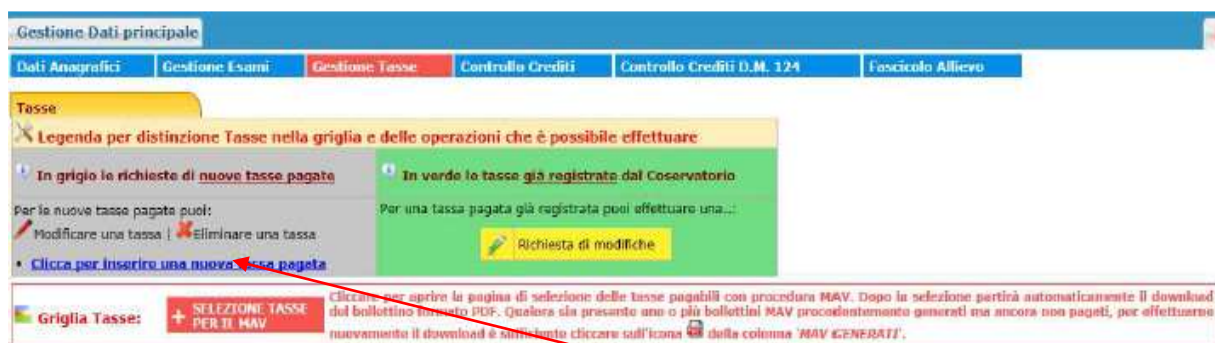 Gestione Dati principale
Dati Anagrafici Gestione Esami Gestione Tasse Controllo Crediti Controllo Crediti D.M. 124 Fascicolo Allievo
Tasse
Legenda per distinzione Tasse nella griglia e delle operazioni che è possibile effettuare
In grigio le richieste di nuove tasse pagate
In verde le tasse già registrate dal Coservatorio
Per le nuove tasse pagate puoi:
Modificare una tassa | Eliminare una tassa
Clicca per inserire una nuova tassa pagata
Per una tassa pagata già registrata puoi effettuare una...:
Richiesta di modifiche
Griglia Tasse:
+ SELEZIONE TASSE
PER IL MAV
Cliccare per aprire la pagina di selezione delle tasse pagabili con procedura MAV. Dopo la selezione partirà automaticamente il download
del bollettino formato PDF. Qualora sia presente uno o più bollettini MAV precedentemente generati ma ancora non pagati, per effettuarne
nuovamente il download è sufficiente cliccare sull'icona della colonna 'MAV GENERATI'.